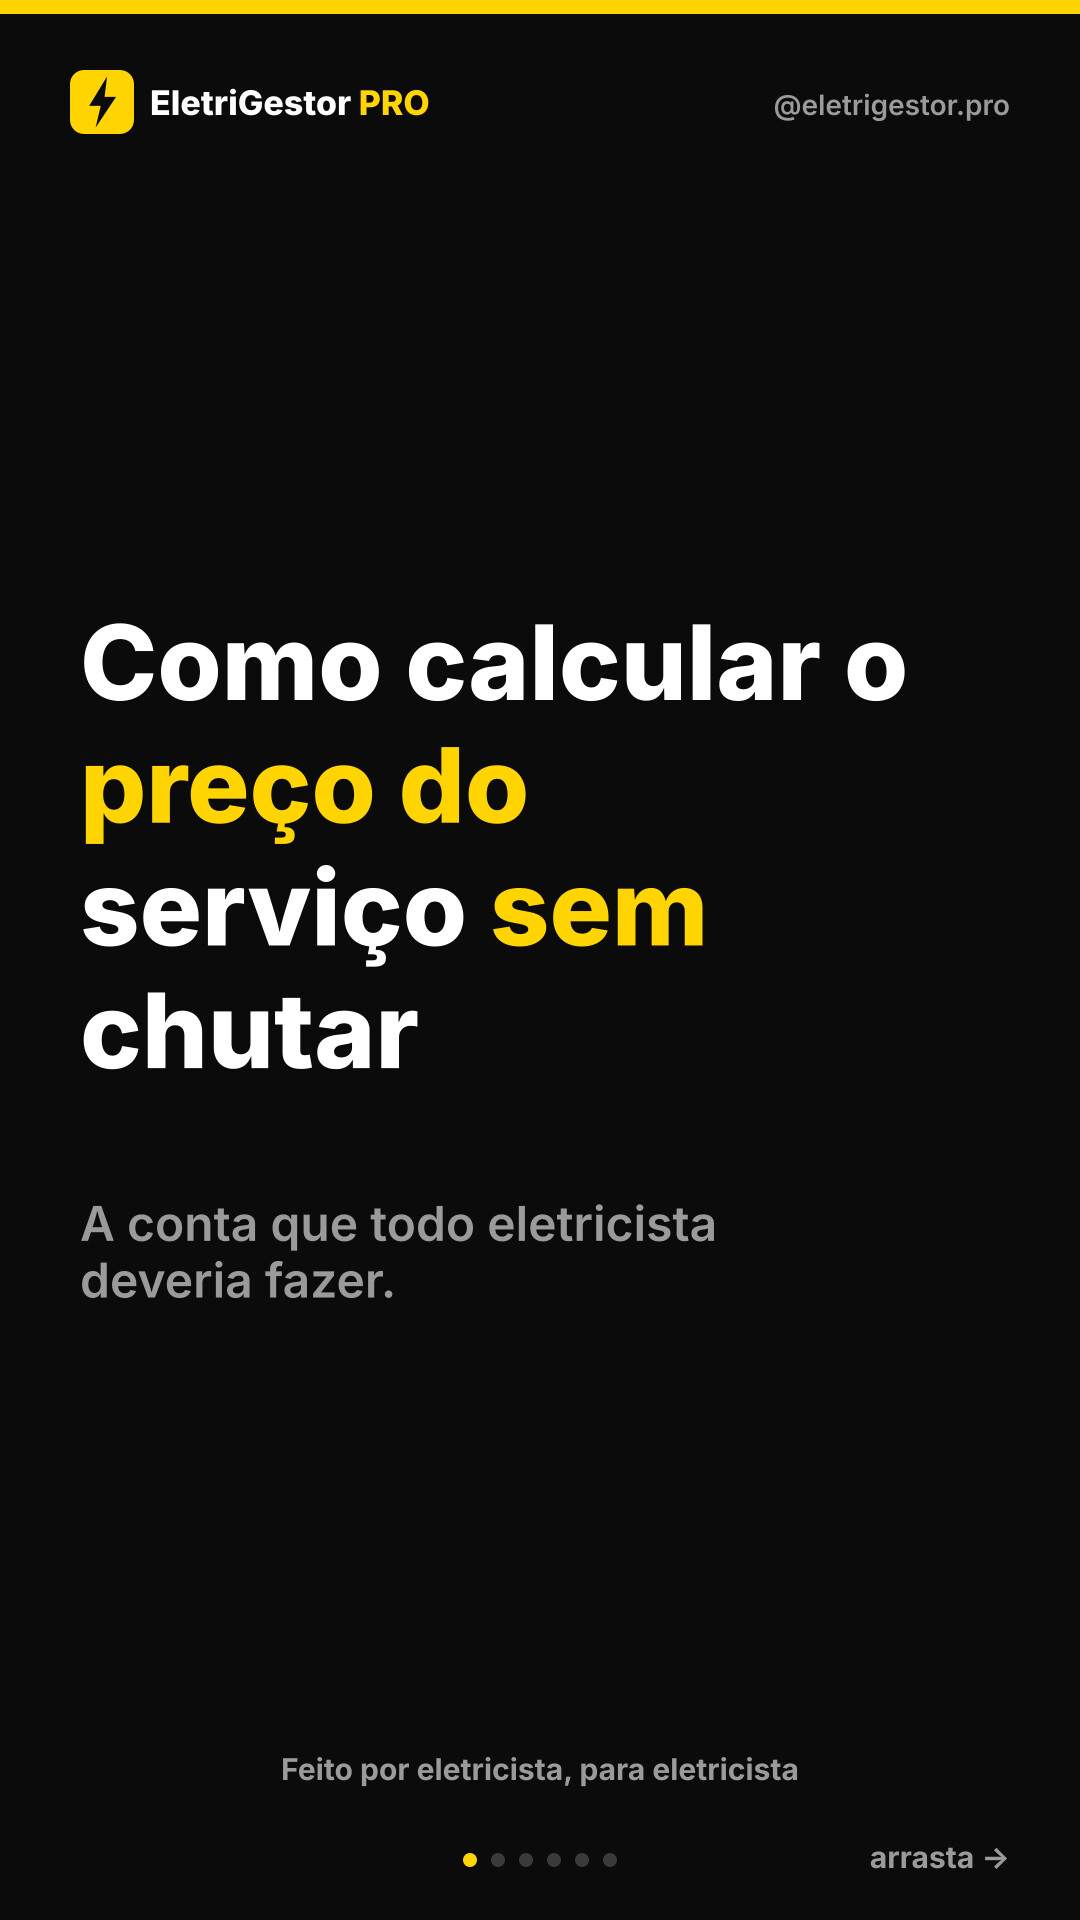 EletriGestor PRO
@eletrigestor.pro
Como calcular o
preço do
serviço sem
chutar
A conta que todo eletricista
deveria fazer.
Feito por eletricista, para eletricista
arrasta →